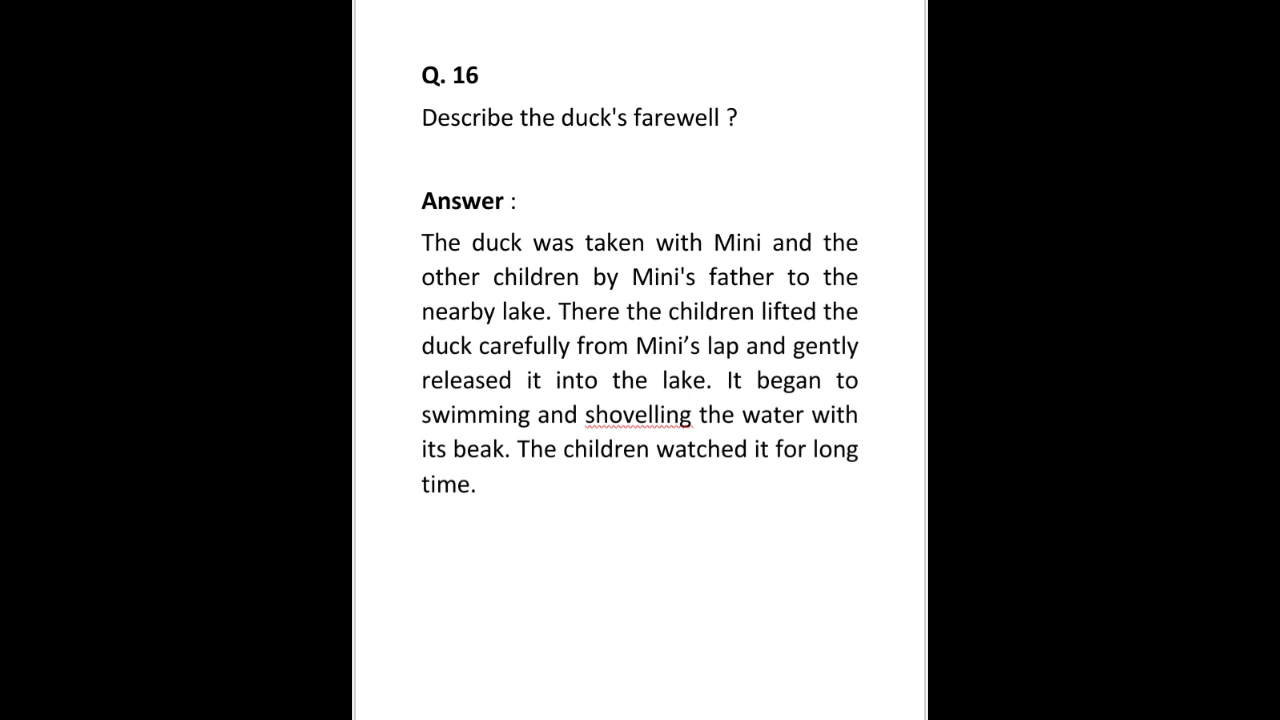 Q. 16
Describe the duck's farewell ?
Answer :
The duck was taken with Mini and the
other children by Mini's father to the
nearby lake. There the children lifted the
duck carefully from Mini’s lap and gently
released it into the lake. It began to
swimming and shovelling the water with
its beak. The children watched it for long
time.